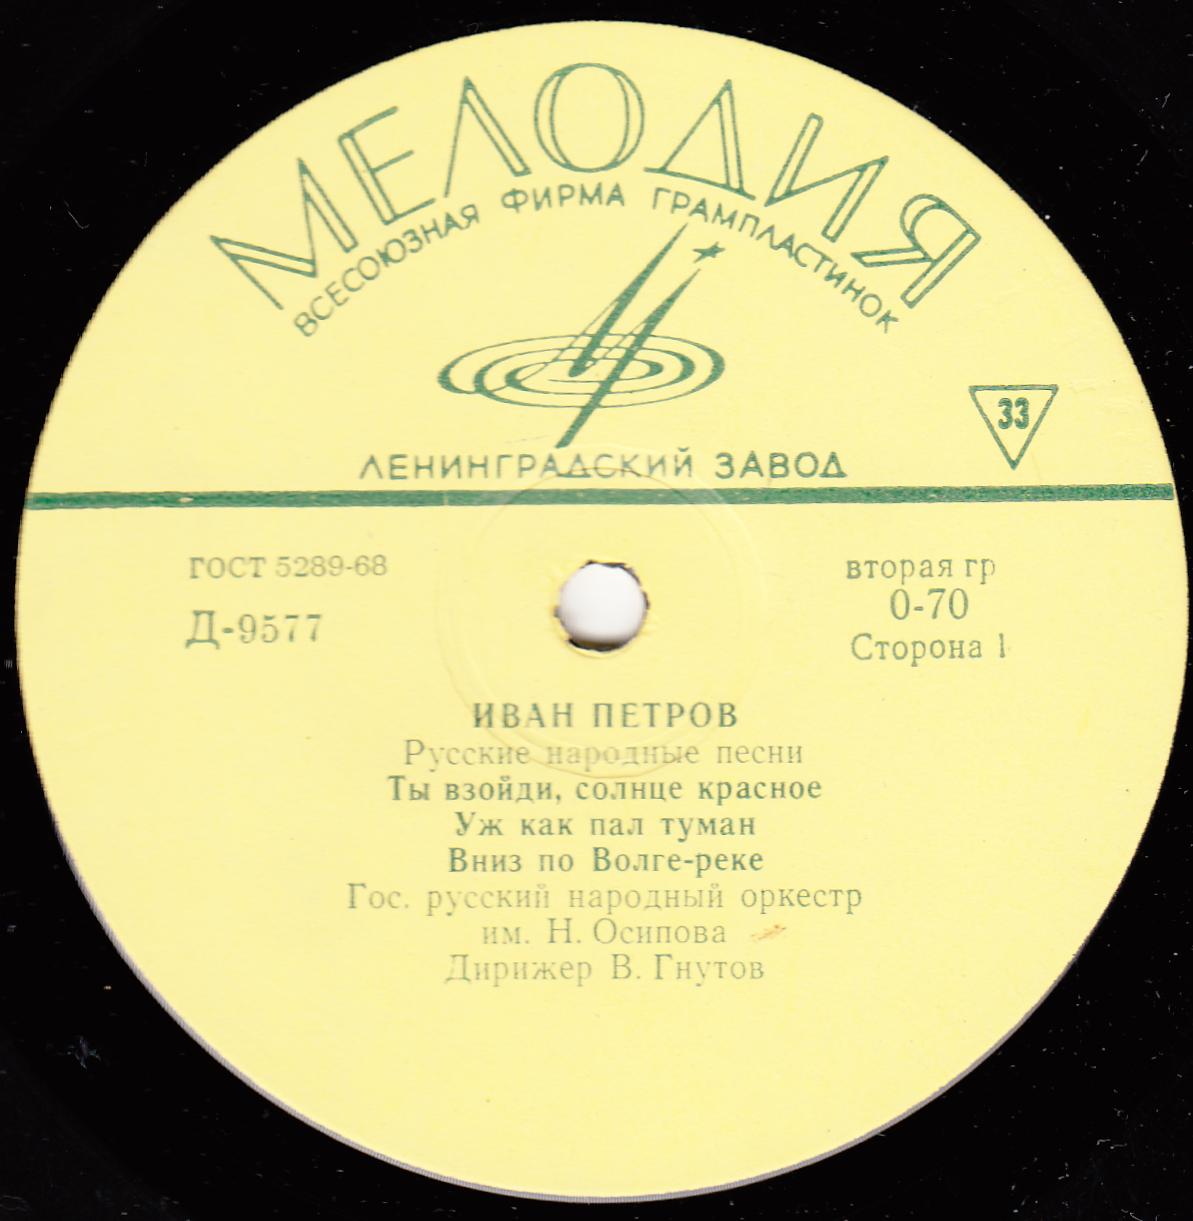 МЕЛОДИЯ
ВСЕСОЮЗНАЯ ФИРМА ГРАМПЛАСТИНОК
33
ЛЕНИНГРАДСКИЙ ЗАВОД
ГОСТ 5289-68
Д-9577
вторая гр
0-70
Сторона 1
ИВАН ПЕТРОВ
Русские народные песни
Ты взойди, солнце красное
Уж как пал туман
Вниз по Волге-реке
Гос. русский народный оркестр
им. Н. Осипова
Дирижер В. Гнутов